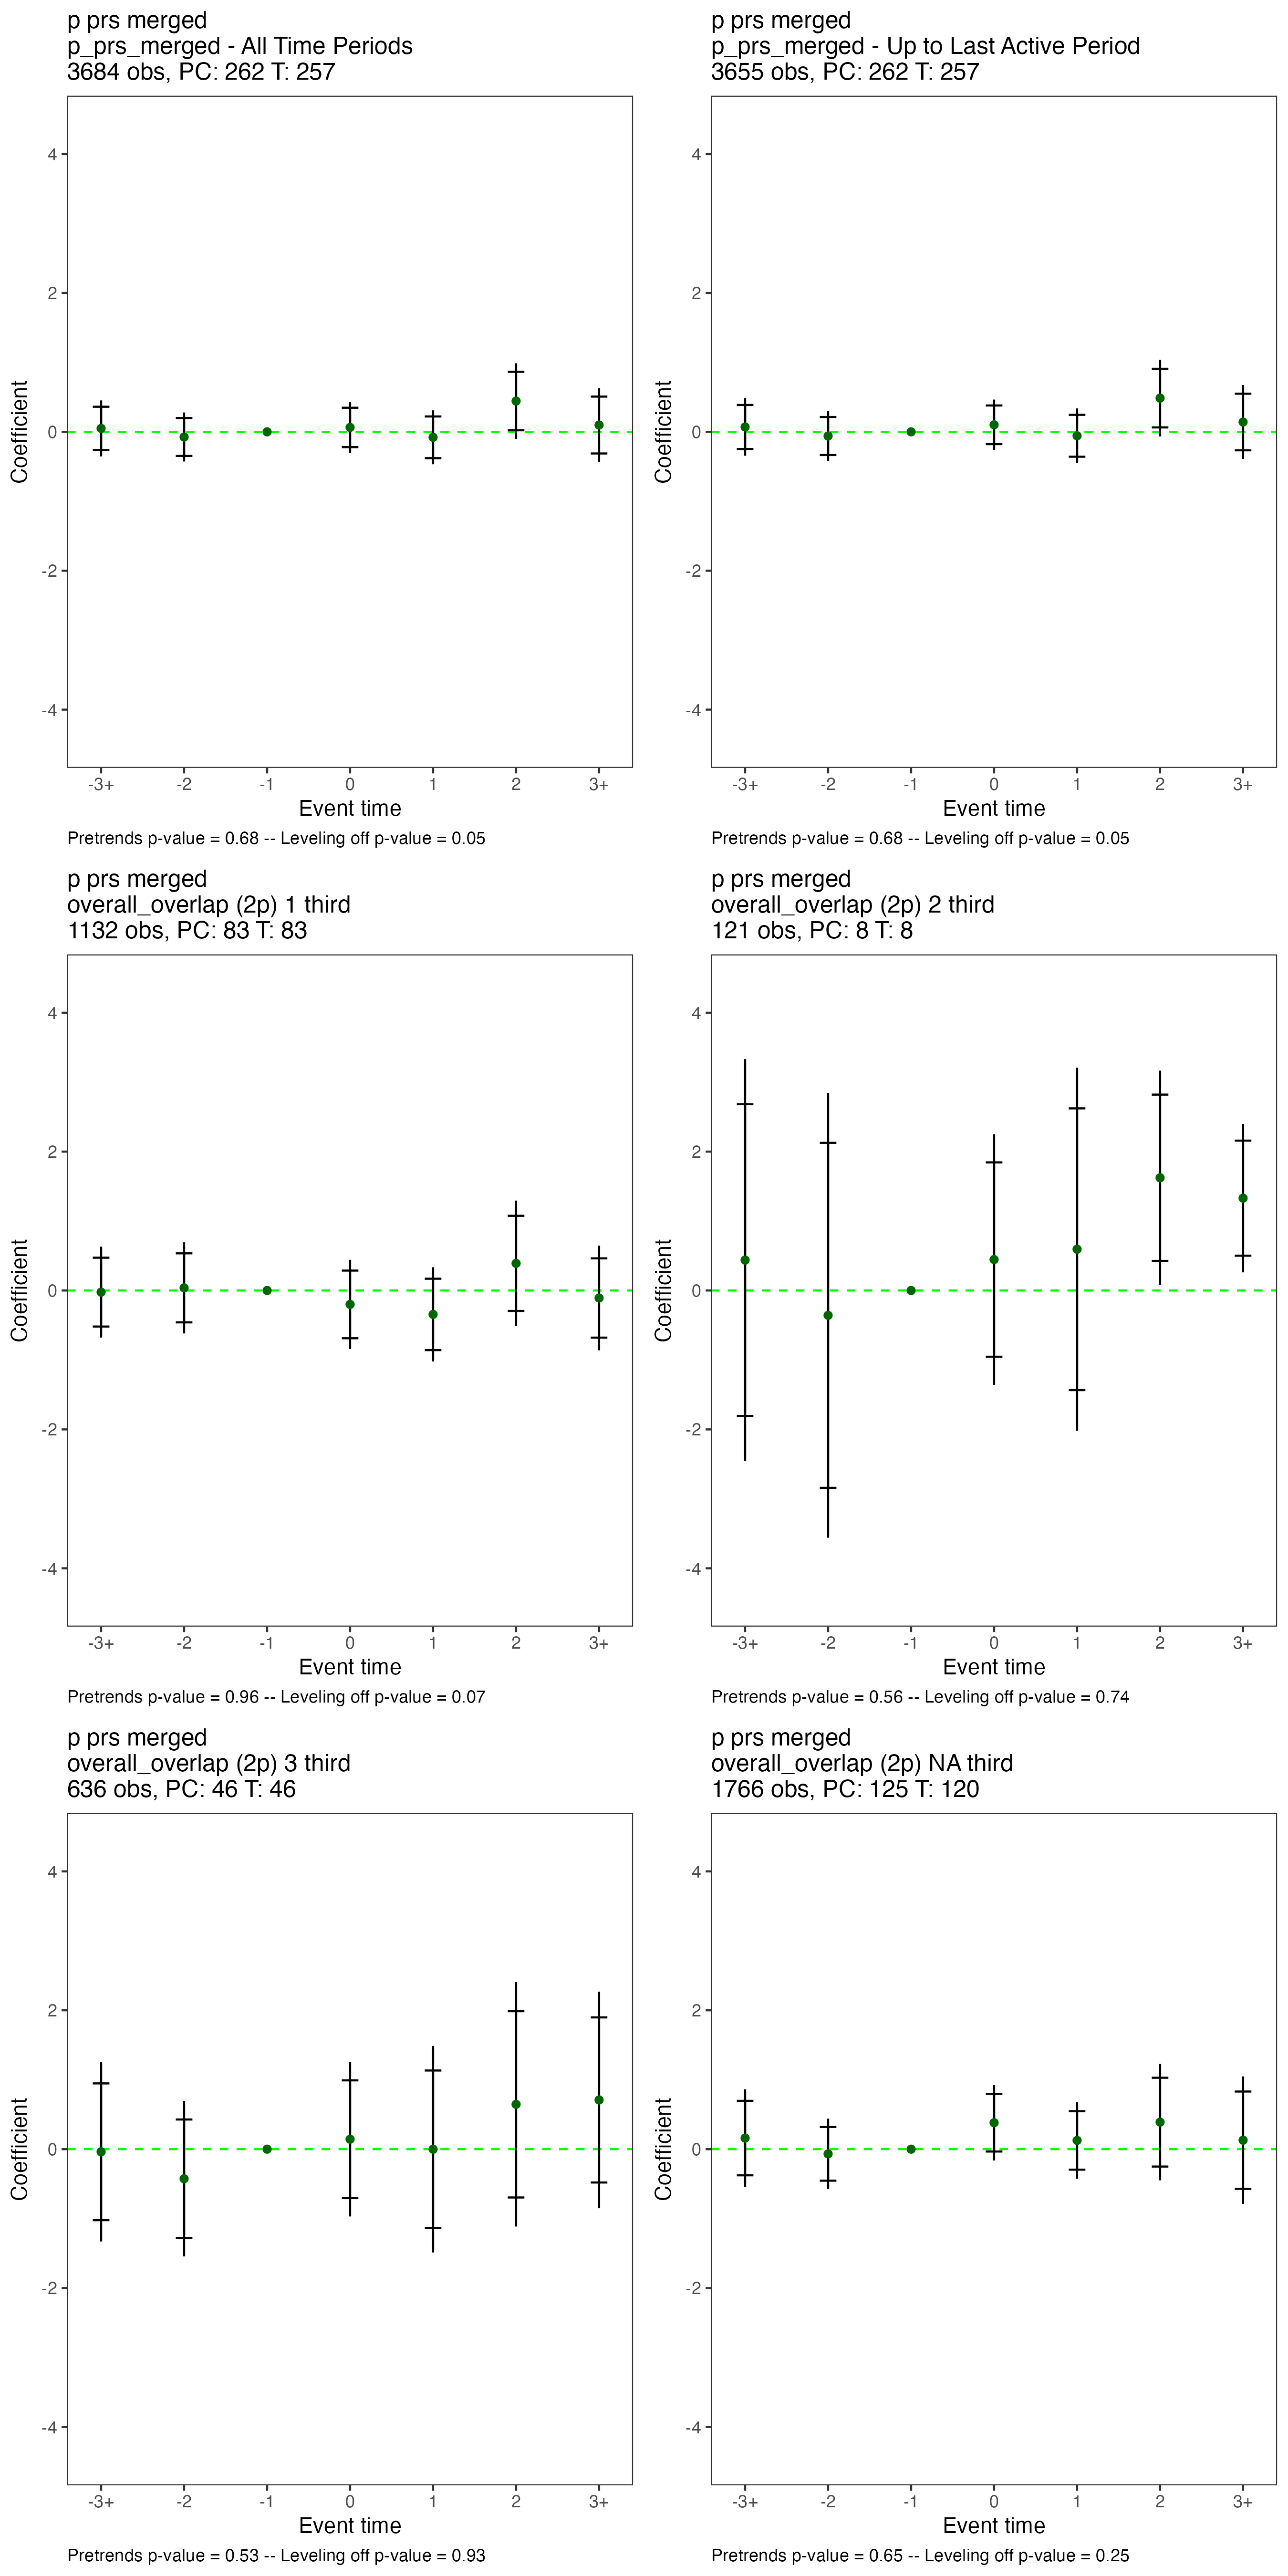 p prs merged
p_prs_merged - All Time Periods
3684 obs, PC: 262 T: 257
4
2
0
-2
-4
Coefficient
-3+ -2 -1 0 1 2 3+
Event time
Pretrends p-value = 0.68 -- Leveling off p-value = 0.05
p prs merged
p_prs_merged - Up to Last Active Period
3655 obs, PC: 262 T: 257
4
2
0
-2
-4
Coefficient
-3+ -2 -1 0 1 2 3+
Event time
Pretrends p-value = 0.68 -- Leveling off p-value = 0.05
p prs merged
overall_overlap (2p) 1 third
1132 obs, PC: 83 T: 83
4
2
0
-2
-4
Coefficient
-3+ -2 -1 0 1 2 3+
Event time
Pretrends p-value = 0.96 -- Leveling off p-value = 0.07
p prs merged
overall_overlap (2p) 2 third
121 obs, PC: 8 T: 8
4
2
0
-2
-4
Coefficient
-3+ -2 -1 0 1 2 3+
Event time
Pretrends p-value = 0.56 -- Leveling off p-value = 0.74
p prs merged
overall_overlap (2p) 3 third
636 obs, PC: 46 T: 46
4
2
0
-2
-4
Coefficient
-3+ -2 -1 0 1 2 3+
Event time
Pretrends p-value = 0.53 -- Leveling off p-value = 0.93
p prs merged
overall_overlap (2p) NA third
1766 obs, PC: 125 T: 120
4
2
0
-2
-4
Coefficient
-3+ -2 -1 0 1 2 3+
Event time
Pretrends p-value = 0.65 -- Leveling off p-value = 0.25